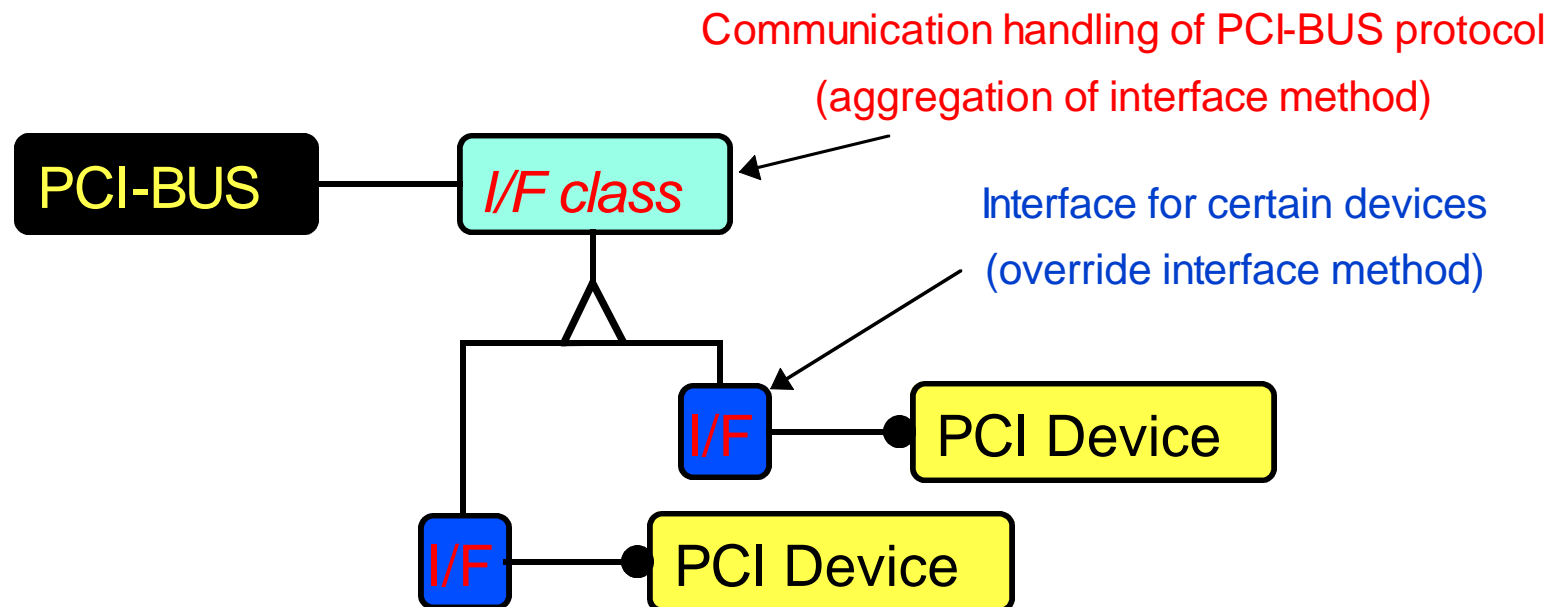 Communication handling of PCI-BUS protocol
(aggregation of interface method)
PCI-BUS
I/F class
Interface for certain devices
(override interface method)
I/F
PCI Device
I/F
PCI Device